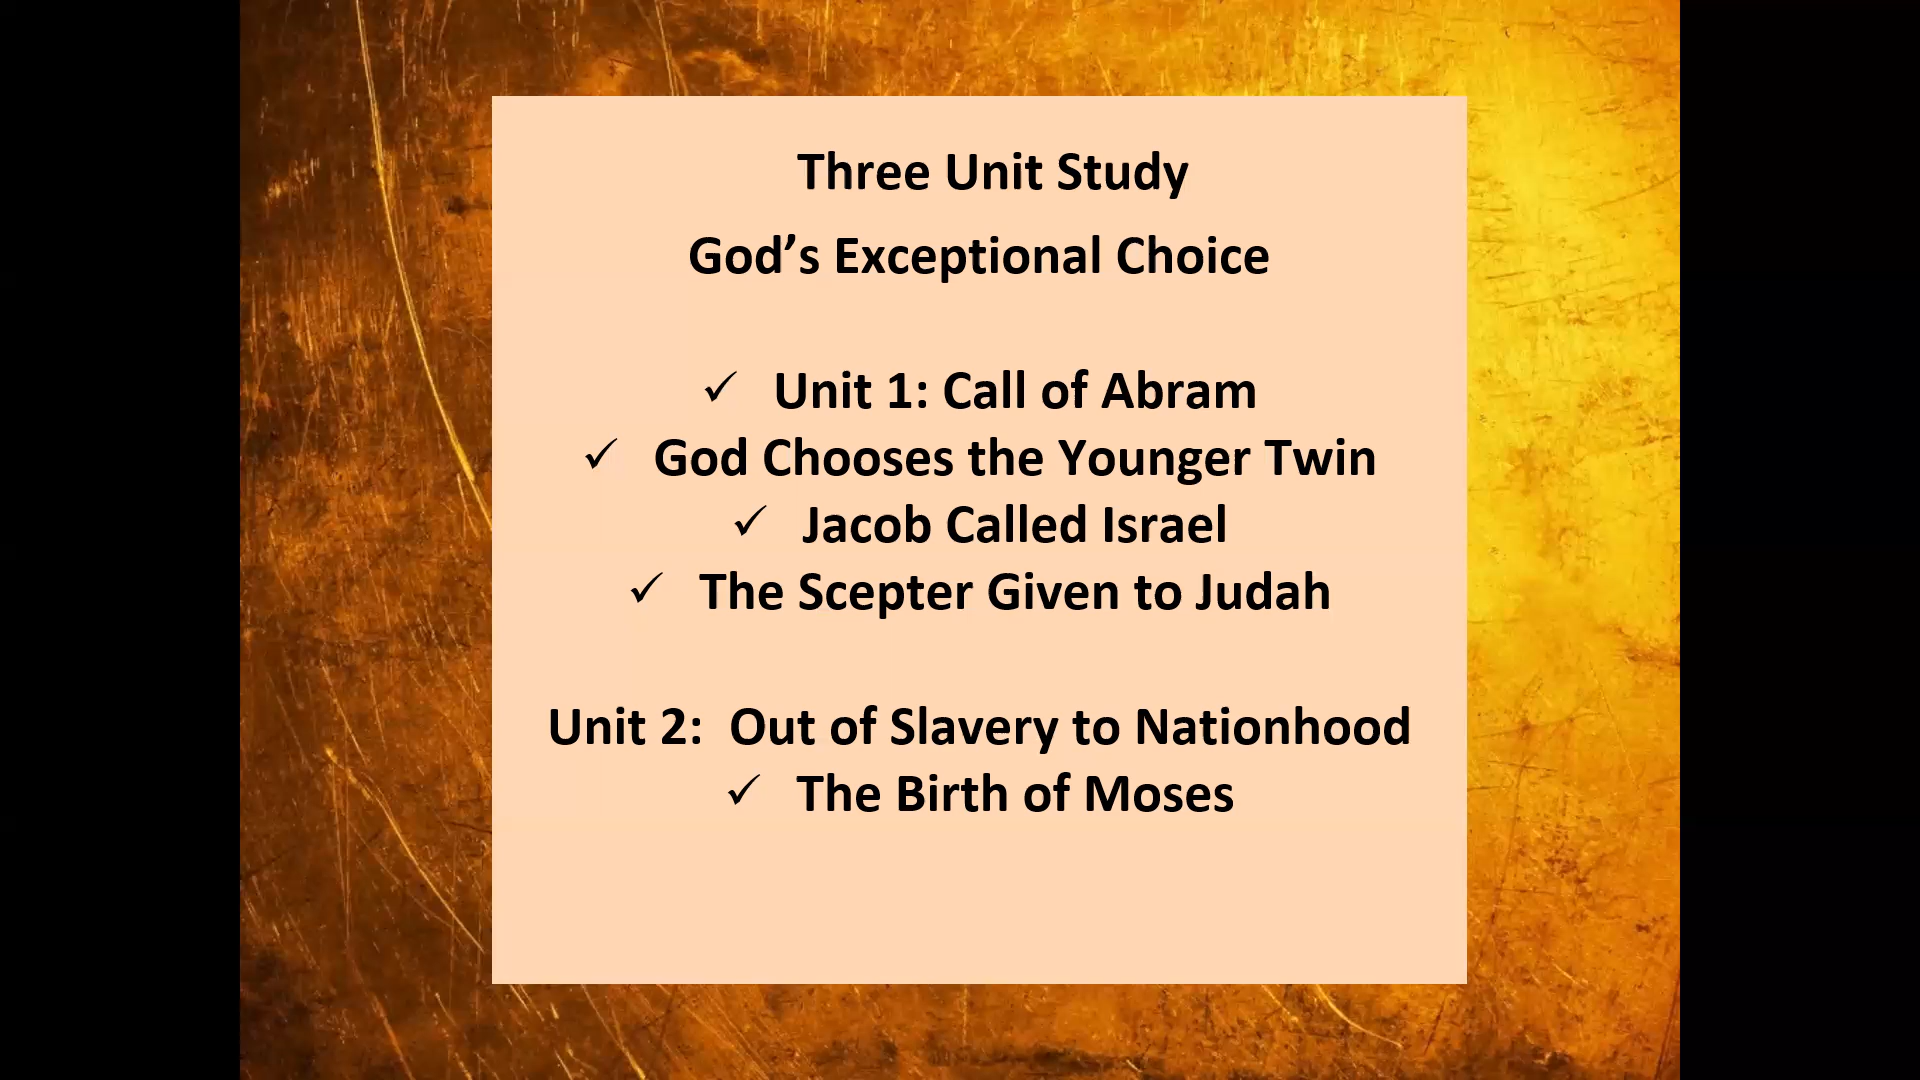 Three Unit Study
God’s Exceptional Choice
✓ Unit 1: Call of Abram
✓ God Chooses the Younger Twin
✓ Jacob Called Israel
✓ The Scepter Given to Judah
Unit 2: Out of Slavery to Nationhood
✓ The Birth of Moses